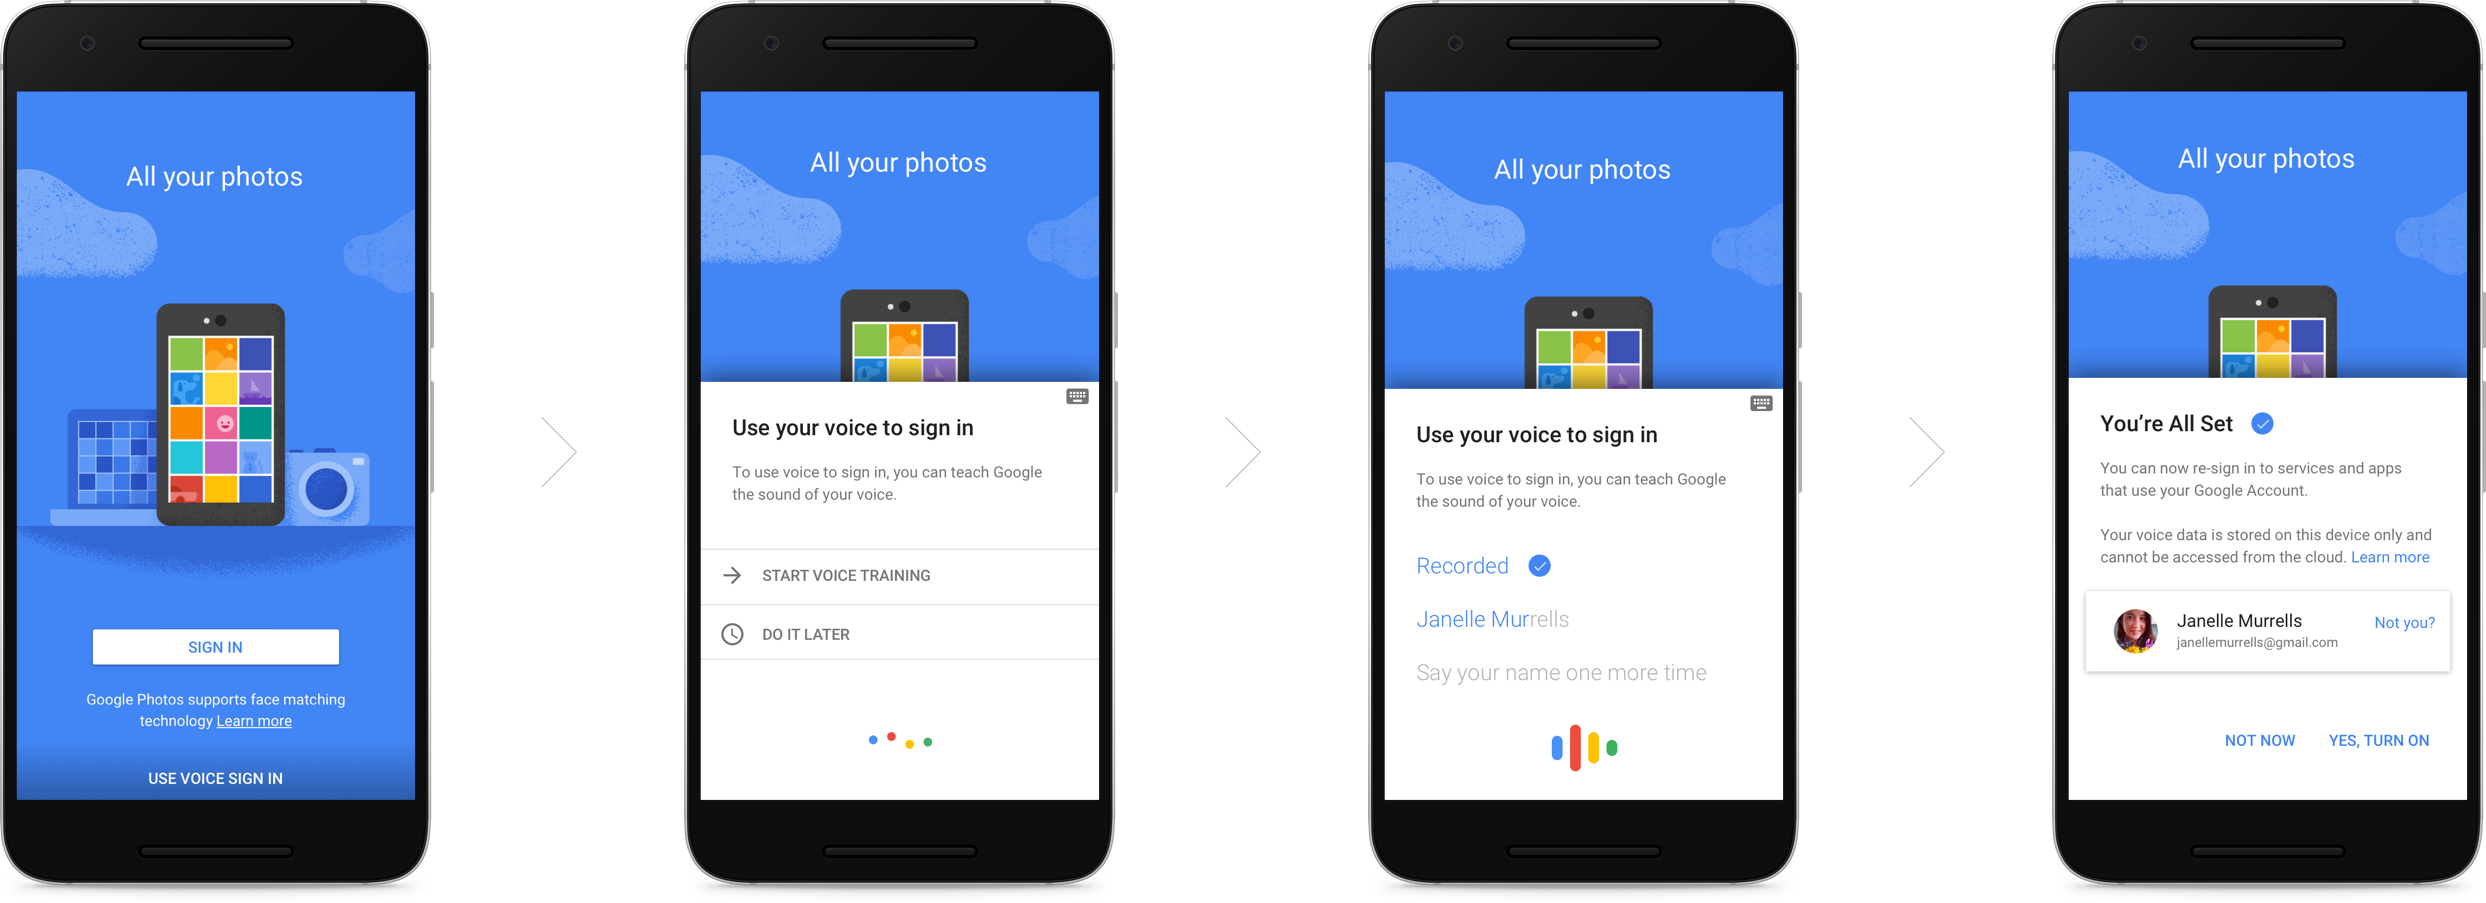 All your photos
SIGN IN
Google Photos supports face matching
technology Learn more
USE VOICE SIGN IN
All your photos
Use your voice to sign in
To use voice to sign in, you can teach Google
the sound of your voice.
START VOICE TRAINING
DO IT LATER
All your photos
Use your voice to sign in
To use voice to sign in, you can teach Google
the sound of your voice.
Recorded
Janelle Murrells
Say your name one more time
All your photos
You’re All Set
You can now re-sign in to services and apps
that use your Google Account.
Your voice data is stored on this device only and
cannot be accessed from the cloud. Learn more
Janelle Murrells
Not you?
janellemurrells@gmail.com
NOT NOW
YES, TURN ON